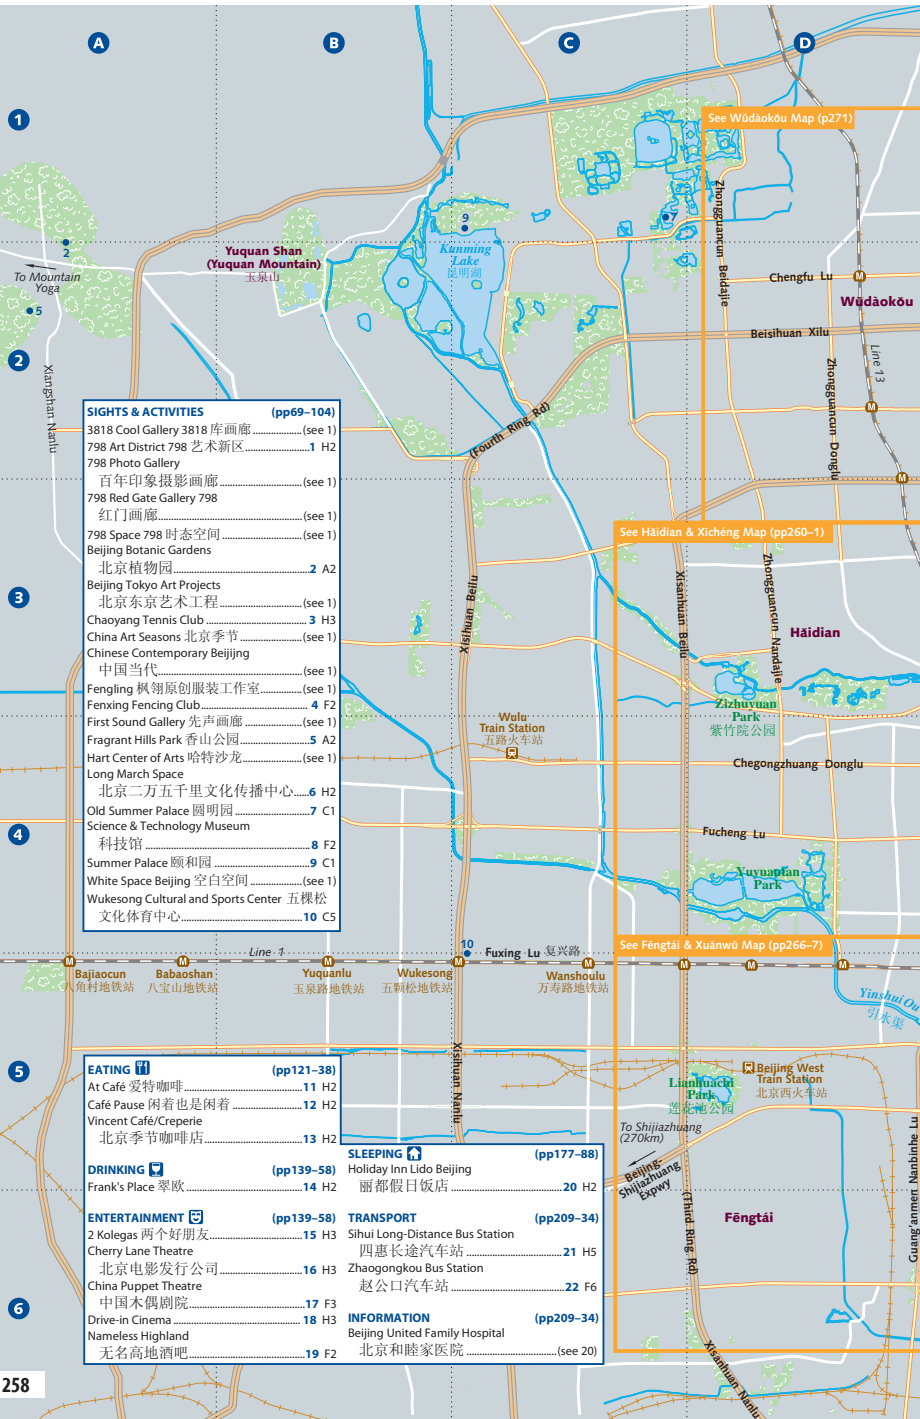 A
B
C
D
1
See Wŭdàokŏu Map (p271)
Zhongguancun Beidajie
7
9
2
Yuquan Shan
(Yuquan Mountain)
玉泉山
Kunming
Lake
昆明湖
To Mountain
Yoga
5
Chengfu Lu
Wŭdàokŏu
Beisihuan Xilu
Line 13
2
Xiangshan Nanlu
Zhongguancun Donglu
(Fourth Ring Rd)
SIGHTS & ACTIVITIES (pp69–104)
3818 Cool Gallery 3818 库画廊 (see 1)
798 Art District 798 艺术新区 1 H2
798 Photo Gallery
百年印象摄影画廊 (see 1)
798 Red Gate Gallery 798
红门画廊 (see 1)
798 Space 798 时态空间 (see 1)
Beijing Botanic Gardens
北京植物园 2 A2
Beijing Tokyo Art Projects
北京东京艺术工程 (see 1)
Chaoyang Tennis Club 3 H3
China Art Seasons 北京季节 (see 1)
Chinese Contemporary Beijijng
中国当代 (see 1)
Fengling 枫翎原创服装工作室 (see 1)
Fenxing Fencing Club 4 F2
First Sound Gallery 先声画廊 (see 1)
Fragrant Hills Park 香山公园 5 A2
Hart Center of Arts 哈特沙龙 (see 1)
Long March Space
北京二万五千里文化传播中心 6 H2
Old Summer Palace 圆明园 7 C1
Science & Technology Museum
科技馆 8 F2
Summer Palace 颐和园 9 C1
White Space Beijing 空白空间 (see 1)
Wukesong Cultural and Sports Center 五棵松
文化体育中心 10 C5
See Hăidian & Xīchéng Map (pp260–1)
3
Xisihuan Beilu
Xisanhuan Beilu
Zhongguancun Nandajie
Hăidian
Zizhuyuan
Park
紫竹院公园
Wulu
Train Station
五路火车站
Chegongzhuang Donglu
4
Fucheng Lu
Yuyuantan
Park
See Fēngtái & Xuānwŭ Map (pp266–7)
Line 1
10
Fuxing Lu 复兴路
M
Bajiaocun
八角村地铁站
Babaoshan
八宝山地铁站
Yuquanlu
玉泉路地铁站
Wukesong
五颗松地铁站
Wanshoulu
万寿路地铁站
Yinshui Ou
引水渠
5
Xisihuan Nanlu
Beijing West
Train Station
北京西火车站
Lianhuachi
Park
莲花池公园
To Shijiazhuang
(270km)
Beijing-
Shijiazhuang
Expwy
(Third Ring Rd)
Guang'anmen Nanbinhe Lu
Fēngtái
EATING (pp121–38)
At Café 爱特咖啡 11 H2
Café Pause 闲着也是闲着 12 H2
Vincent Café/Creperie
北京季节咖啡店 13 H2
DRINKING (pp139–58)
Frank's Place 翠欧 14 H2
ENTERTAINMENT (pp139–58)
2 Kolegas 两个好朋友 15 H3
Cherry Lane Theatre
北京电影发行公司 16 H3
China Puppet Theatre
中国木偶剧院 17 F3
Drive-in Cinema 18 H3
Nameless Highland
无名高地酒吧 19 F2
SLEEPING (pp177–88)
Holiday Inn Lido Beijing
丽都假日饭店 20 H2
TRANSPORT (pp209–34)
Sihui Long-Distance Bus Station
四惠长途汽车站 21 H5
Zhaogongkou Bus Station
赵公口汽车站 22 F6
INFORMATION (pp209–34)
Beijing United Family Hospital
北京和睦家医院 (see 20)
6
Xisanhuan Nanlu
258